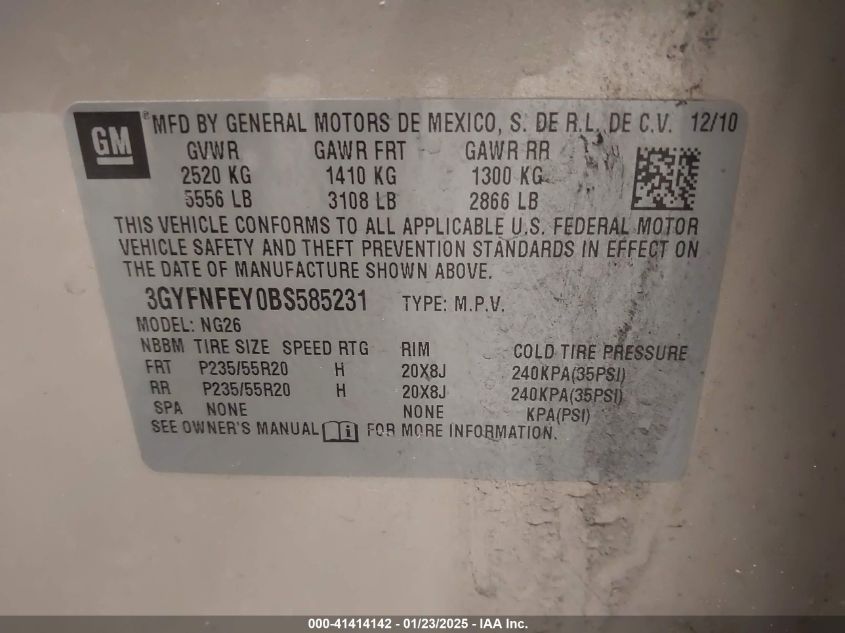 GM ® MFD BY GENERAL MOTORS DE MEXICO, S. DE R.L. DE C.V. 12/10
GVWR GAWR FRT GAWR RR
2520 KG 1410 KG 1300 KG
5556 LB 3108 LB 2866 LB
THIS VEHICLE CONFORMS TO ALL APPLICABLE U.S. FEDERAL MOTOR
VEHICLE SAFETY AND THEFT PREVENTION STANDARDS IN EFFECT ON
THE DATE OF MANUFACTURE SHOWN ABOVE.
3GYFNFEY0BS585231 TYPE: M.P.V.
MODEL: NG26
NBBM TIRE SIZE SPEED RTG RIM COLD TIRE PRESSURE
FRT P235/55R20 H 20X8J 240KPA(35PSI)
RR P235/55R20 H 20X8J 240KPA(35PSI)
SPA NONE NONE KPA(PSI)
SEE OWNER'S MANUAL FOR MORE INFORMATION.
000-41414142 - 01/23/2025 - IAA Inc.